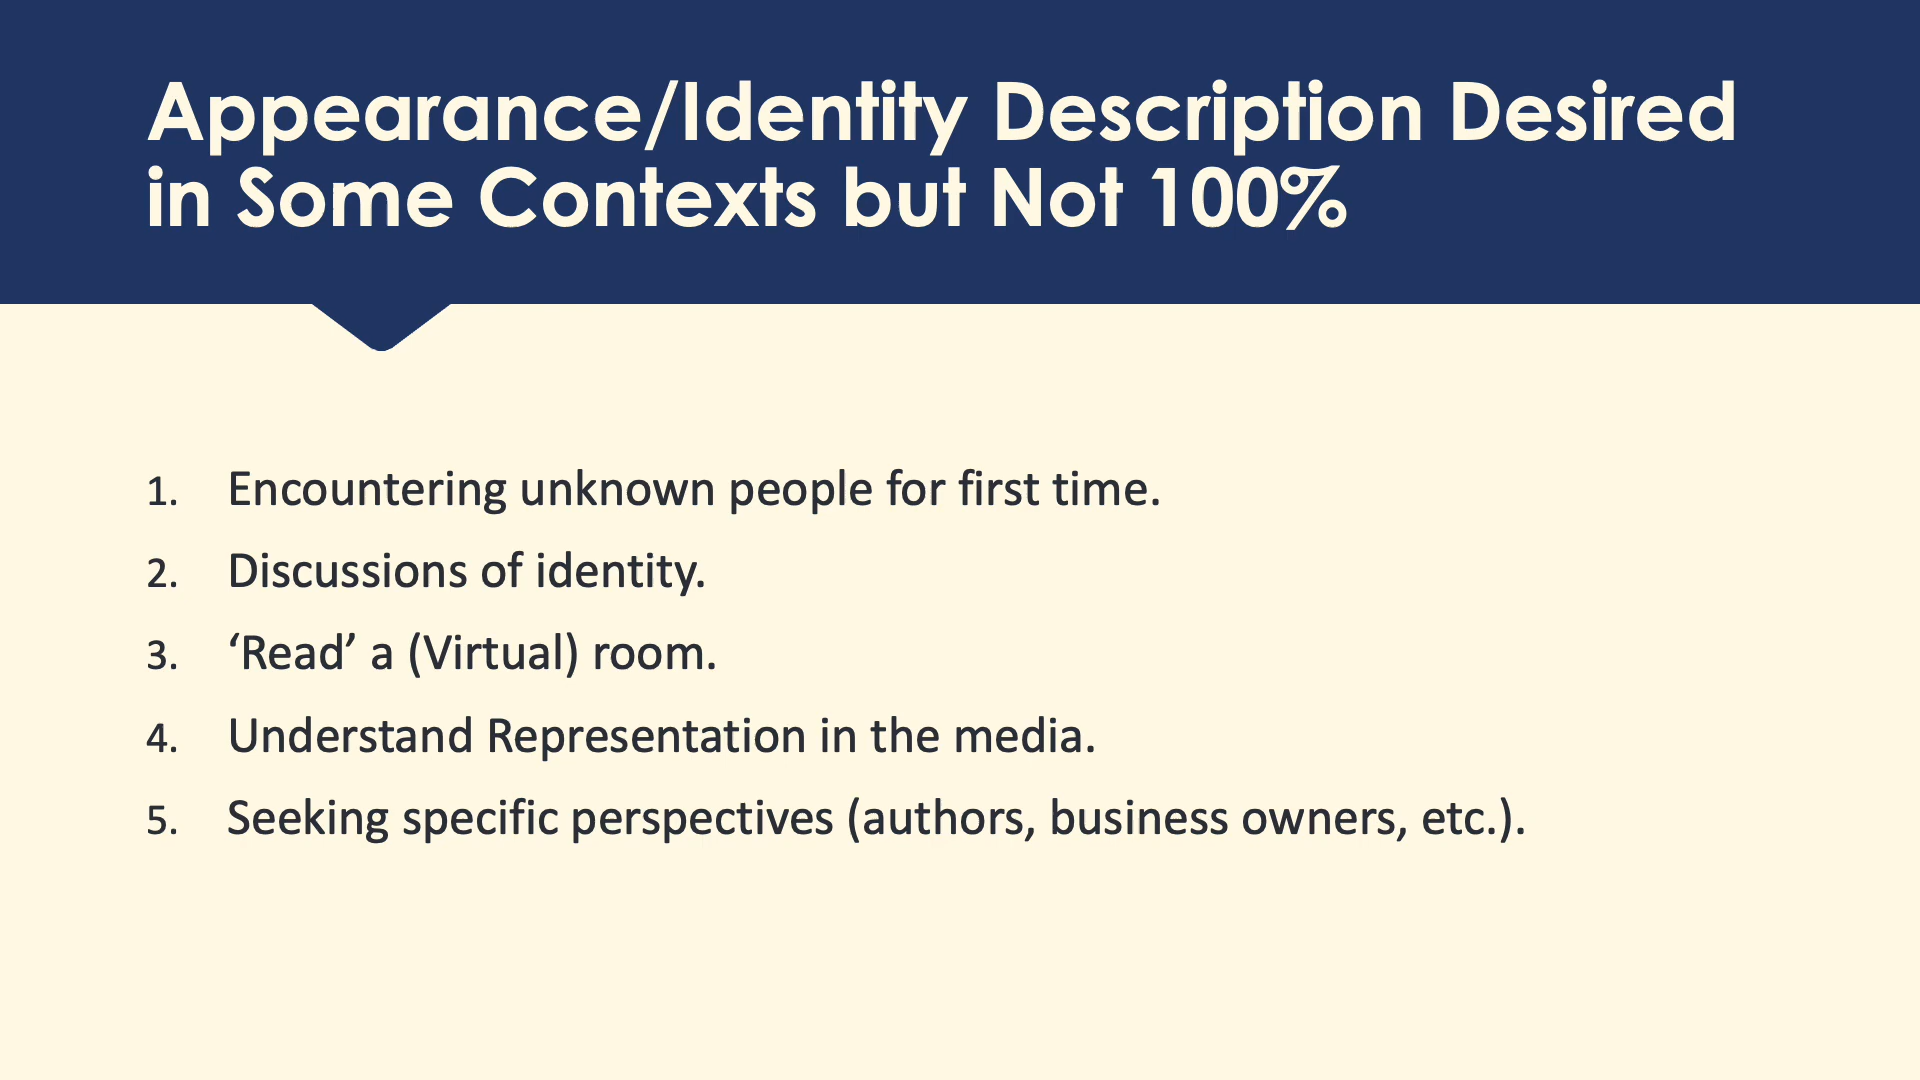 Appearance/Identity Description Desired
in Some Contexts but Not 100%
1. Encountering unknown people for first time.
2. Discussions of identity.
3. ‘Read’ a (Virtual) room.
4. Understand Representation in the media.
5. Seeking specific perspectives (authors, business owners, etc.).